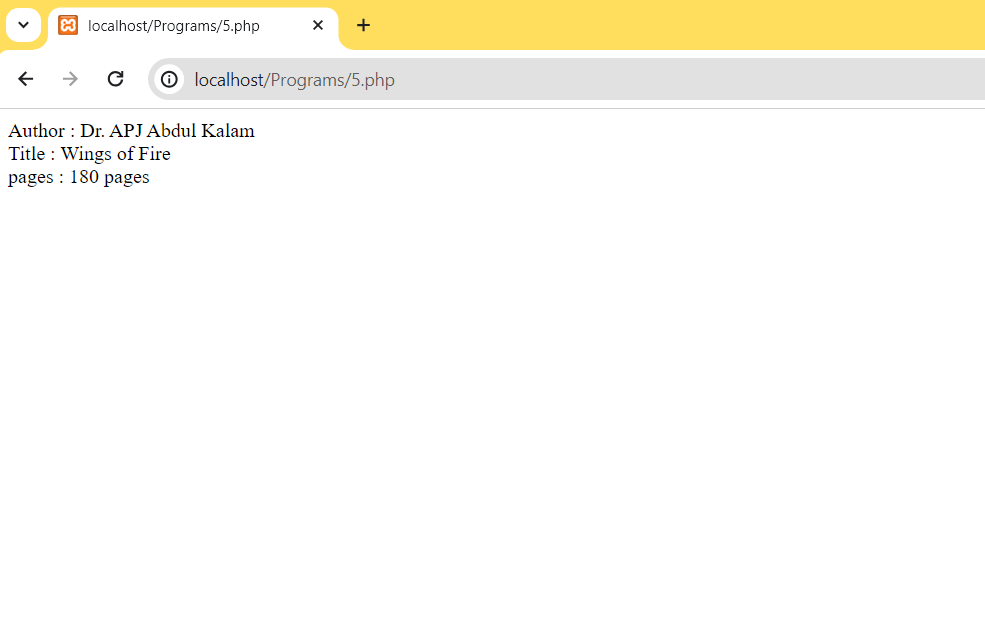 localhost/Programs/5.php
localhost/Programs/5.php
Author : Dr. APJ Abdul Kalam
Title : Wings of Fire
pages : 180 pages